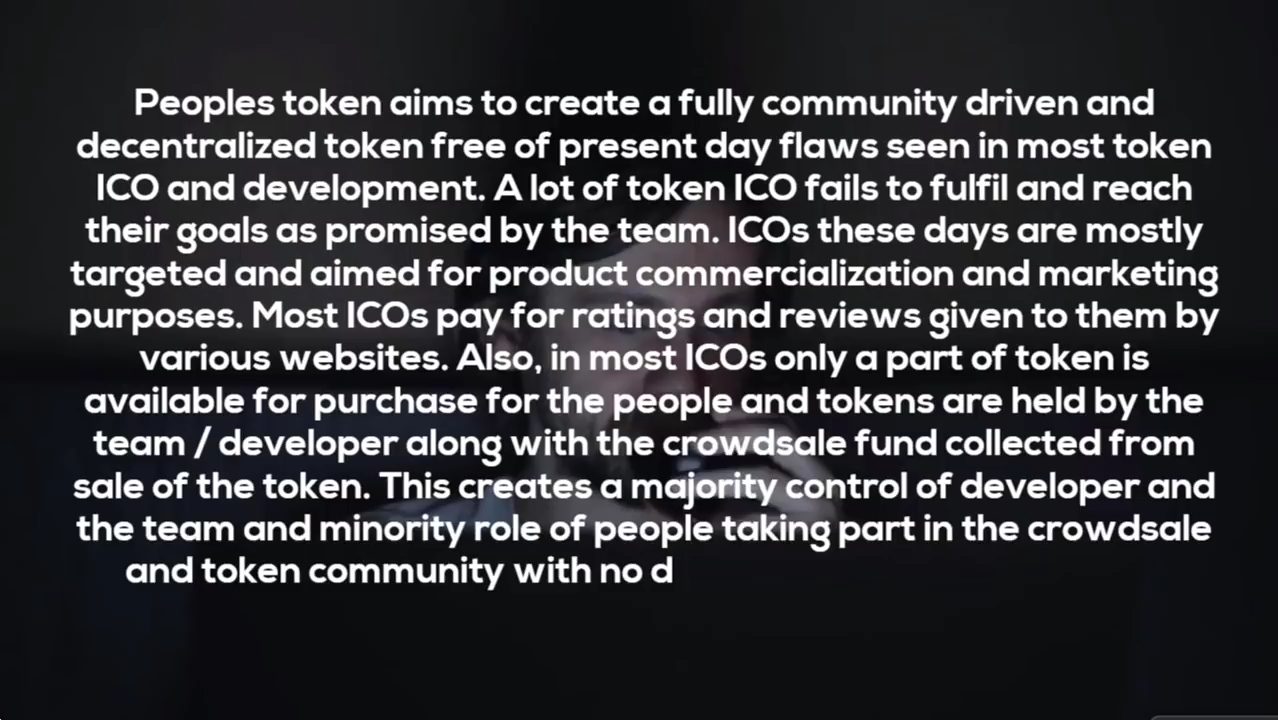 Peoples token aims to create a fully community driven and
decentralized token free of present day flaws seen in most token
ICO and development. A lot of token ICO fails to fulfil and reach
their goals as promised by the team. ICOs these days are mostly
targeted and aimed for product commercialization and marketing
purposes. Most ICOs pay for ratings and reviews given to them by
various websites. Also, in most ICOs only a part of token is
available for purchase for the people and tokens are held by the
team / developer along with the crowdsale fund collected from
sale of the token. This creates a majority control of developer and
the team and minority role of people taking part in the crowdsale
and token community with no d